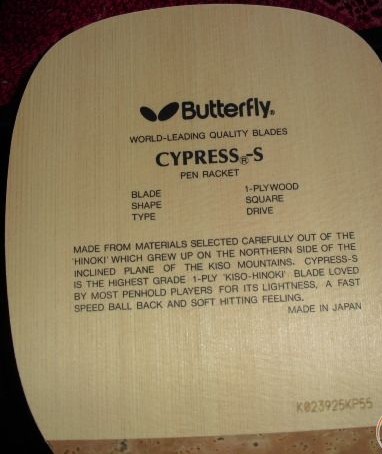 Butterfly®
WORLD-LEADING QUALITY BLADES
CYPRESS®-S
PEN RACKET
BLADE 1-PLYWOOD
SHAPE SQUARE
TYPE DRIVE
MADE FROM MATERIALS SELECTED CAREFULLY OUT OF THE
'HINOKI' WHICH GREW UP ON THE NORTHERN SIDE OF THE
INCLINED PLANE OF THE KISO MOUNTAINS. CYPRESS-S
IS THE HIGHEST GRADE 1-PLY 'KISO-HINOKI' BLADE LOVED
BY MOST PENHOLD PLAYERS FOR ITS LIGHTNESS, A FAST
SPEED BALL BACK AND SOFT HITTING FEELING.
MADE IN JAPAN
K023925KP55